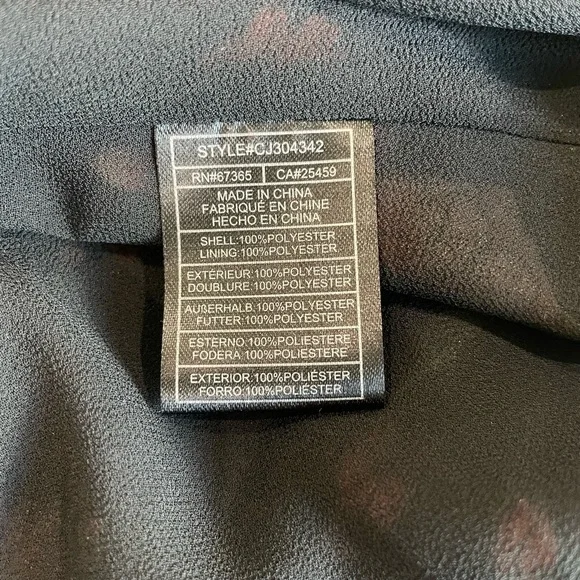 STYLE#CJ304342
RN#67365 CA#25459
MADE IN CHINA
FABRIQUÉ EN CHINE
HECHO EN CHINA
SHELL:100%POLYESTER
LINING:100%POLYESTER
EXTÉRIEUR:100%POLYESTER
DOUBLURE:100%POLYESTER
AUßERHALB:100%POLYESTER
FUTTER:100%POLYESTER
ESTERNO:100%POLIESTERE
FODERA:100%POLIESTERE
EXTERIOR:100%POLIÉSTER
FORRO:100%POLIÉSTER